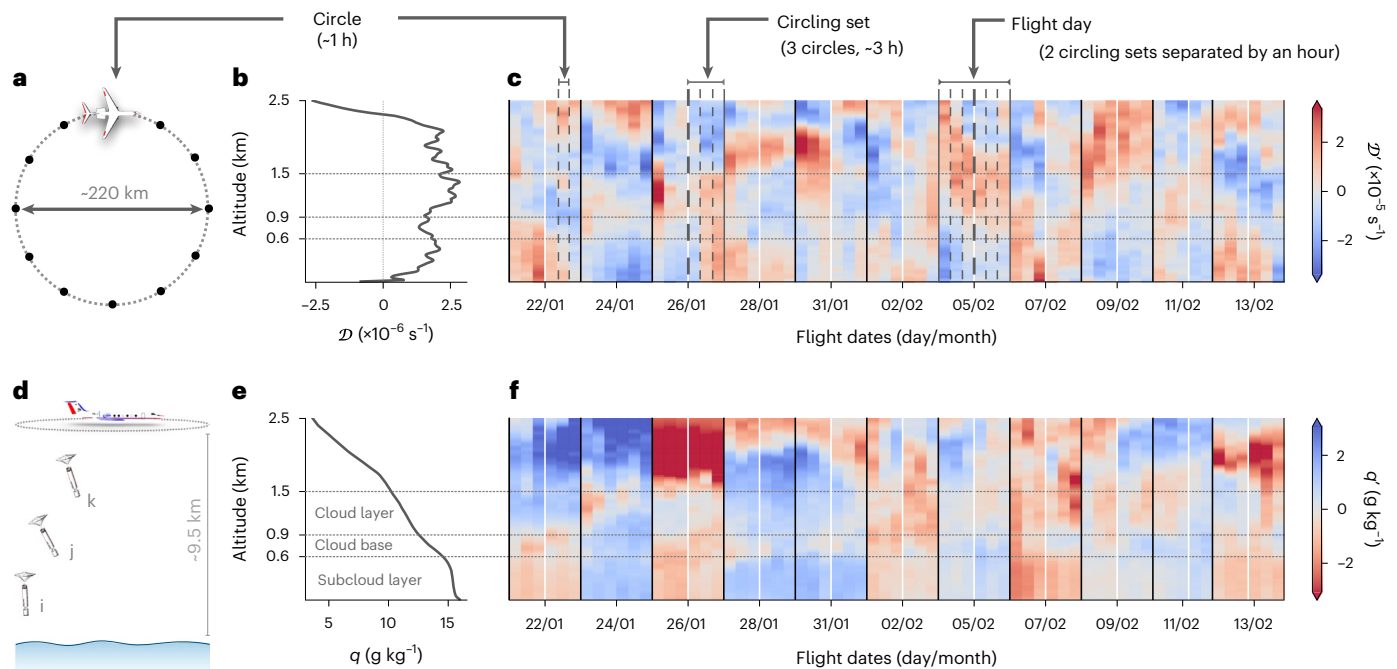 Circle
(~1 h)
Circling set
(3 circles, ~3 h)
Flight day
(2 circling sets separated by an hour)
a
~220 km
b
2.5
1.5
0.9
0.6
Altitude (km)
−2.5
0
2.5
𝒟 (×10⁻⁶ s⁻¹)
c
22/01
24/01
26/01
28/01
31/01
02/02
05/02
07/02
09/02
11/02
13/02
Flight dates (day/month)
2
0
−2
𝒟′ (×10⁻⁵ s⁻¹)
d
k
j
i
~9.5 km
e
2.5
1.5
0.9
0.6
Altitude (km)
Cloud layer
Cloud base
Subcloud layer
5
10
15
q (g kg⁻¹)
f
22/01
24/01
26/01
28/01
31/01
02/02
05/02
07/02
09/02
11/02
13/02
Flight dates (day/month)
2
0
−2
q′ (g kg⁻¹)